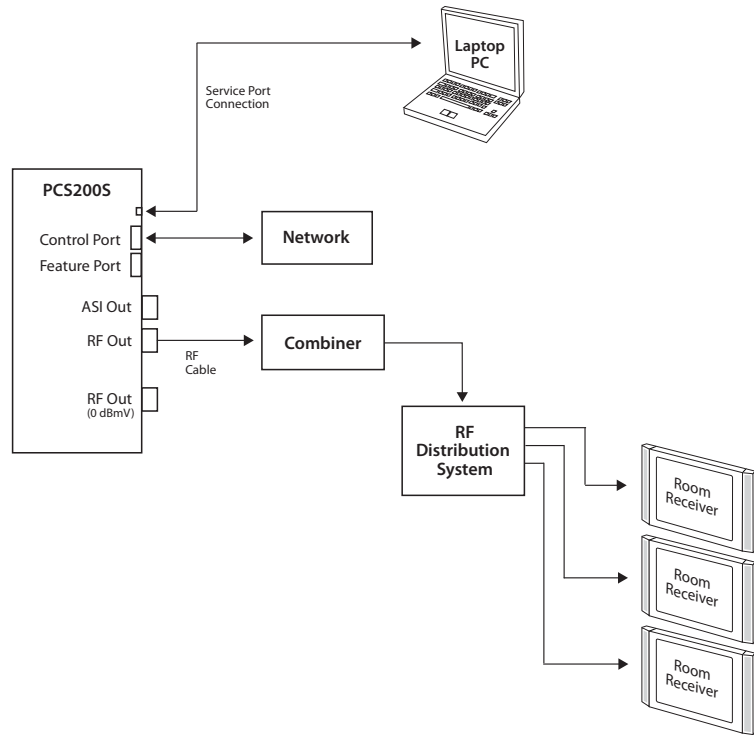 Laptop
PC
Service Port
Connection
PCS200S
Control Port
Network
Feature Port
ASI Out
RF Out
RF
Cable
Combiner
RF Out
(0 dBmV)
RF
Distribution
System
Room
Receiver
Room
Receiver
Room
Receiver